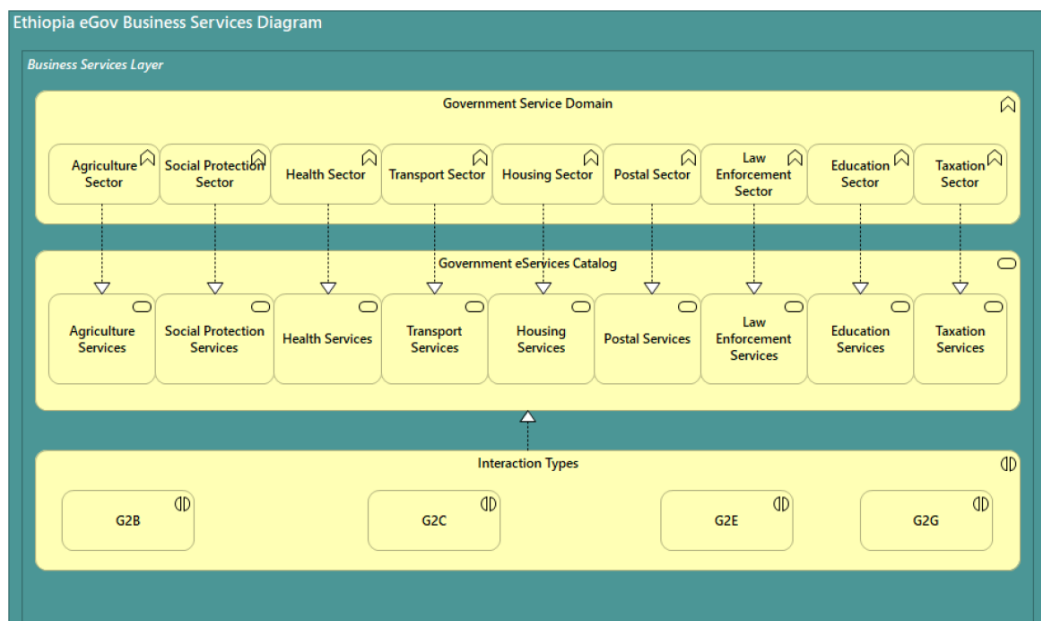 Ethiopia eGov Business Services Diagram
Business Services Layer
Government Service Domain
Agriculture
Sector
Social Protection
Sector
Health Sector
Transport Sector
Housing Sector
Postal Sector
Law
Enforcement
Sector
Education
Sector
Taxation
Sector
Government eServices Catalog
Agriculture
Services
Social Protection
Services
Health Services
Transport
Services
Housing
Services
Postal Services
Law
Enforcement
Services
Education
Services
Taxation
Services
Interaction Types
G2B
G2C
G2E
G2G